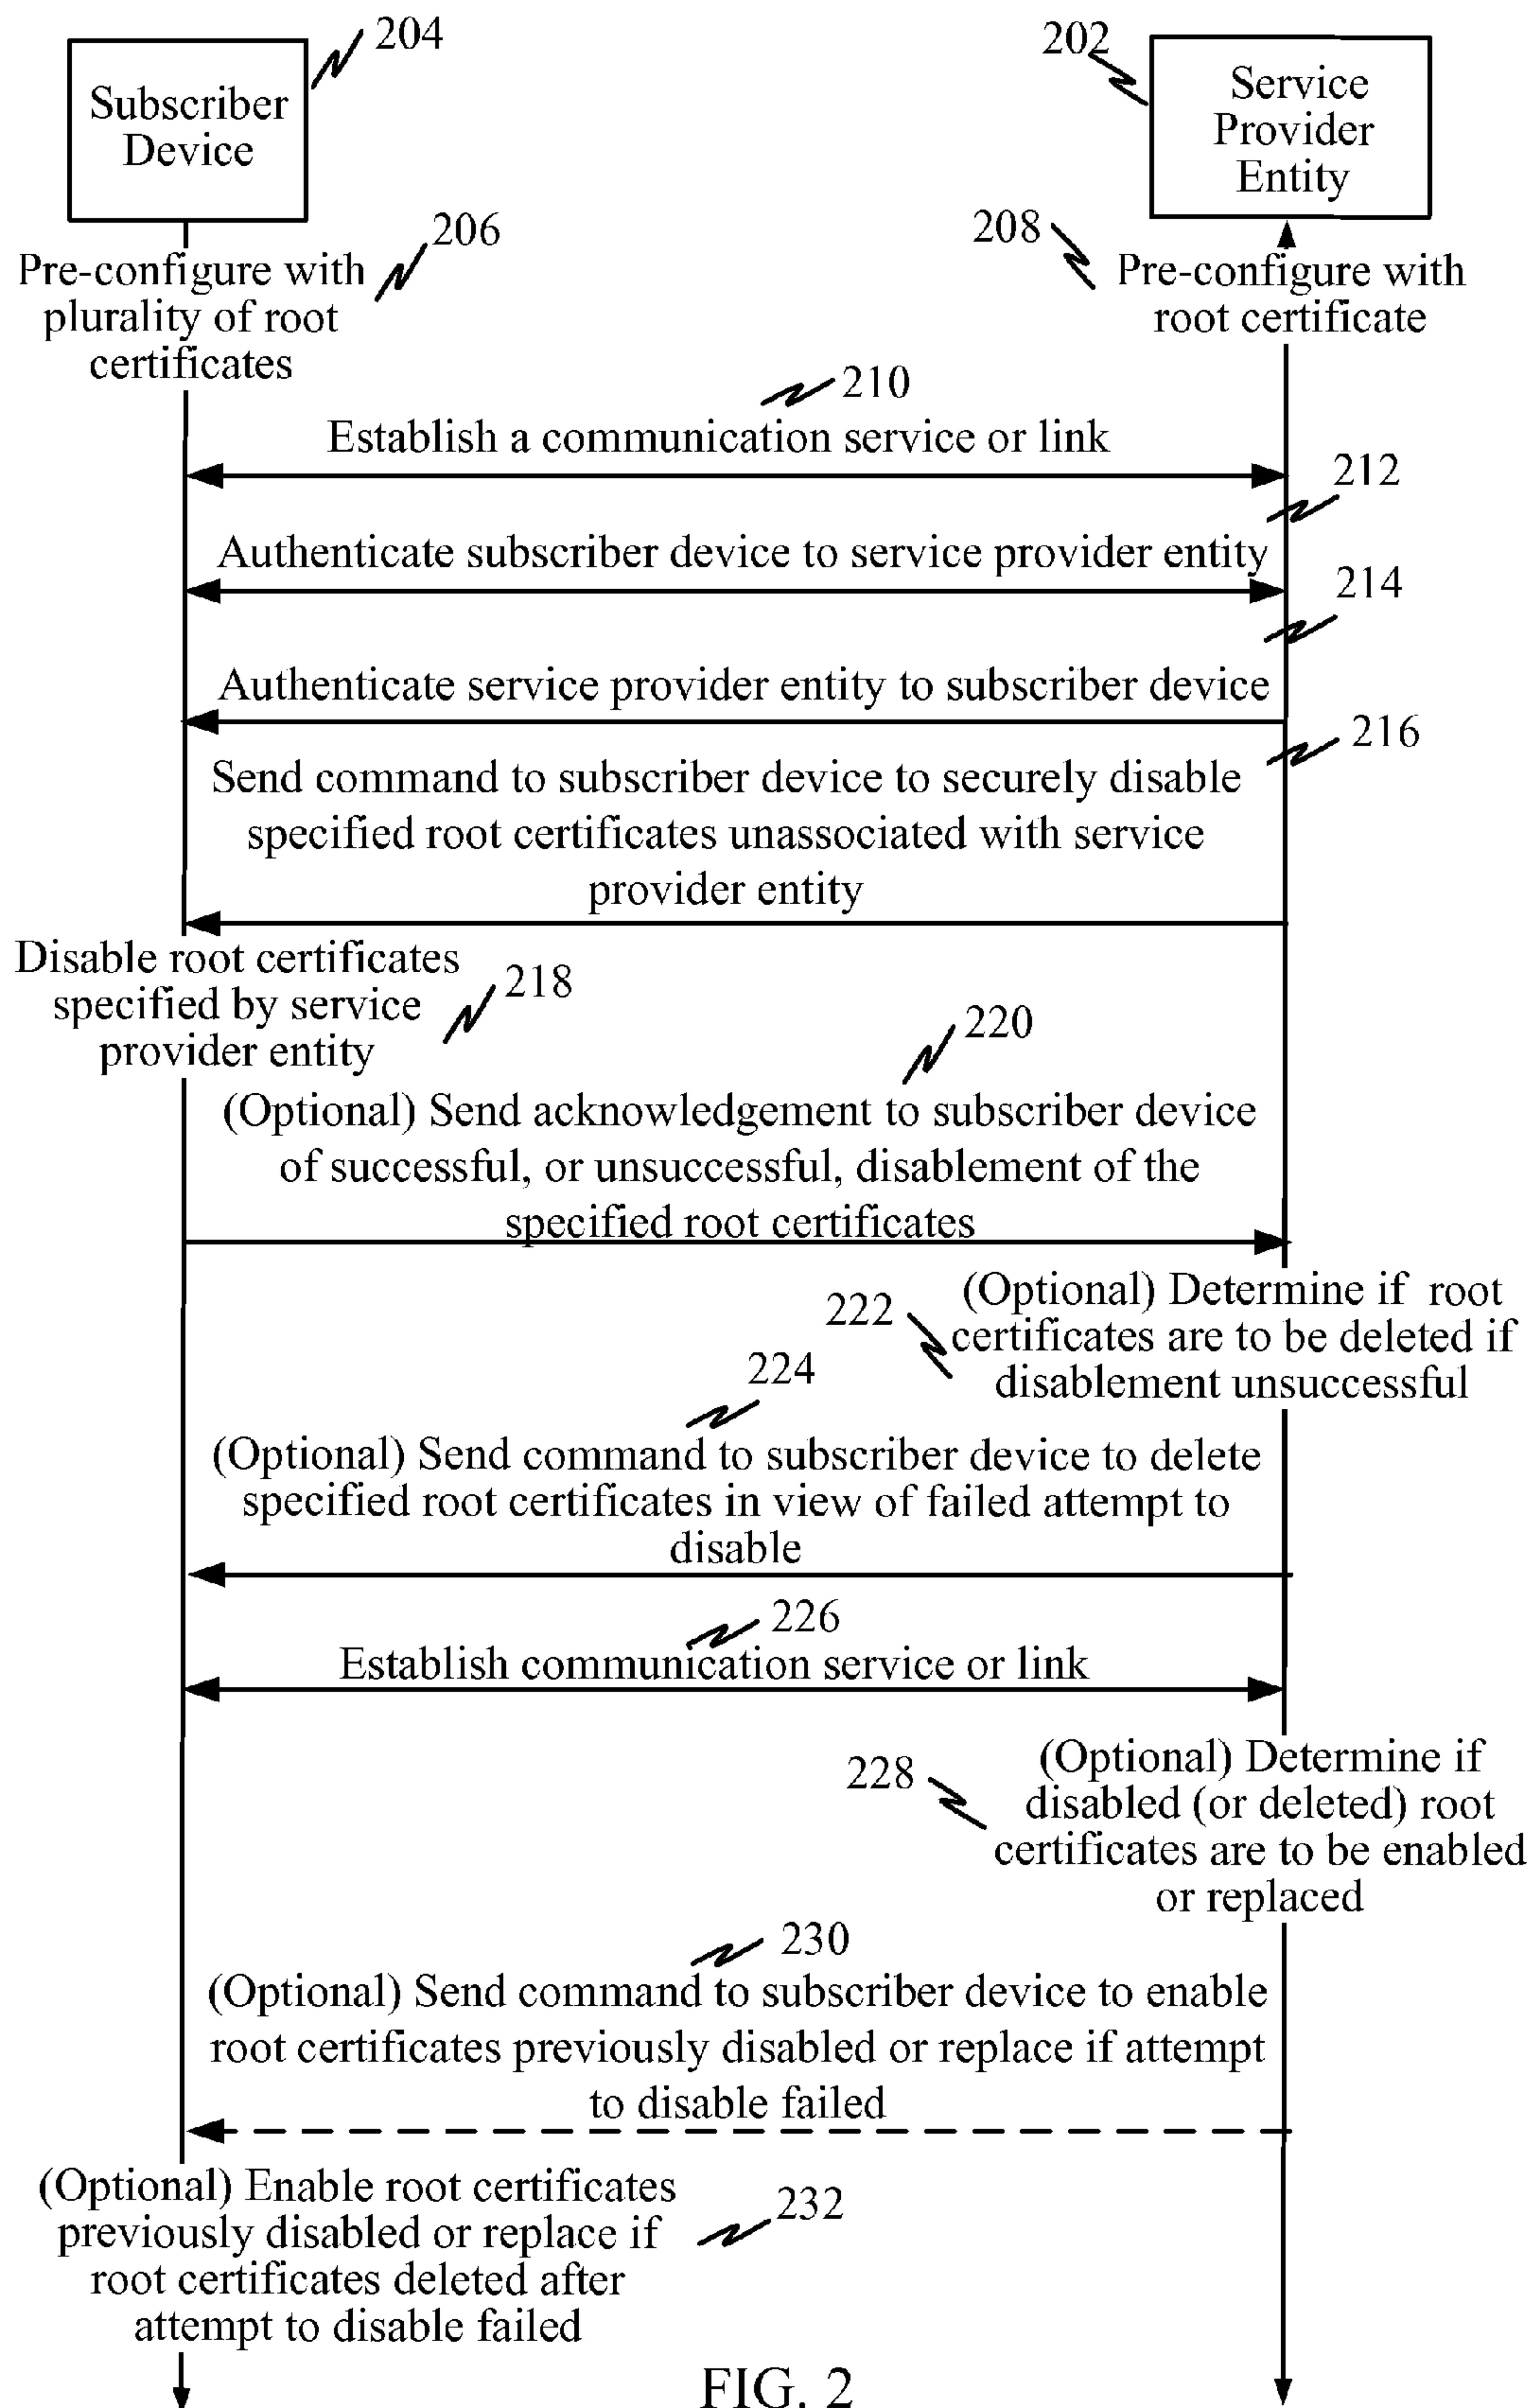 204
Subscriber
Device
202
Service
Provider
Entity
206
Pre-configure with
plurality of root
certificates
208
Pre-configure with
root certificate
210
Establish a communication service or link
212
Authenticate subscriber device to service provider entity
214
Authenticate service provider entity to subscriber device
216
Send command to subscriber device to securely disable
specified root certificates unassociated with service
provider entity
Disable root certificates
specified by service
provider entity
218
220
(Optional) Send acknowledgement to subscriber device
of successful, or unsuccessful, disablement of the
specified root certificates
222
(Optional) Determine if root
certificates are to be deleted if
disablement unsuccessful
224
(Optional) Send command to subscriber device to delete
specified root certificates in view of failed attempt to
disable
226
Establish communication service or link
228
(Optional) Determine if
disabled (or deleted) root
certificates are to be enabled
or replaced
230
(Optional) Send command to subscriber device to enable
root certificates previously disabled or replace if attempt
to disable failed
(Optional) Enable root certificates
previously disabled or replace if
root certificates deleted after
attempt to disable failed
232
FIG. 2